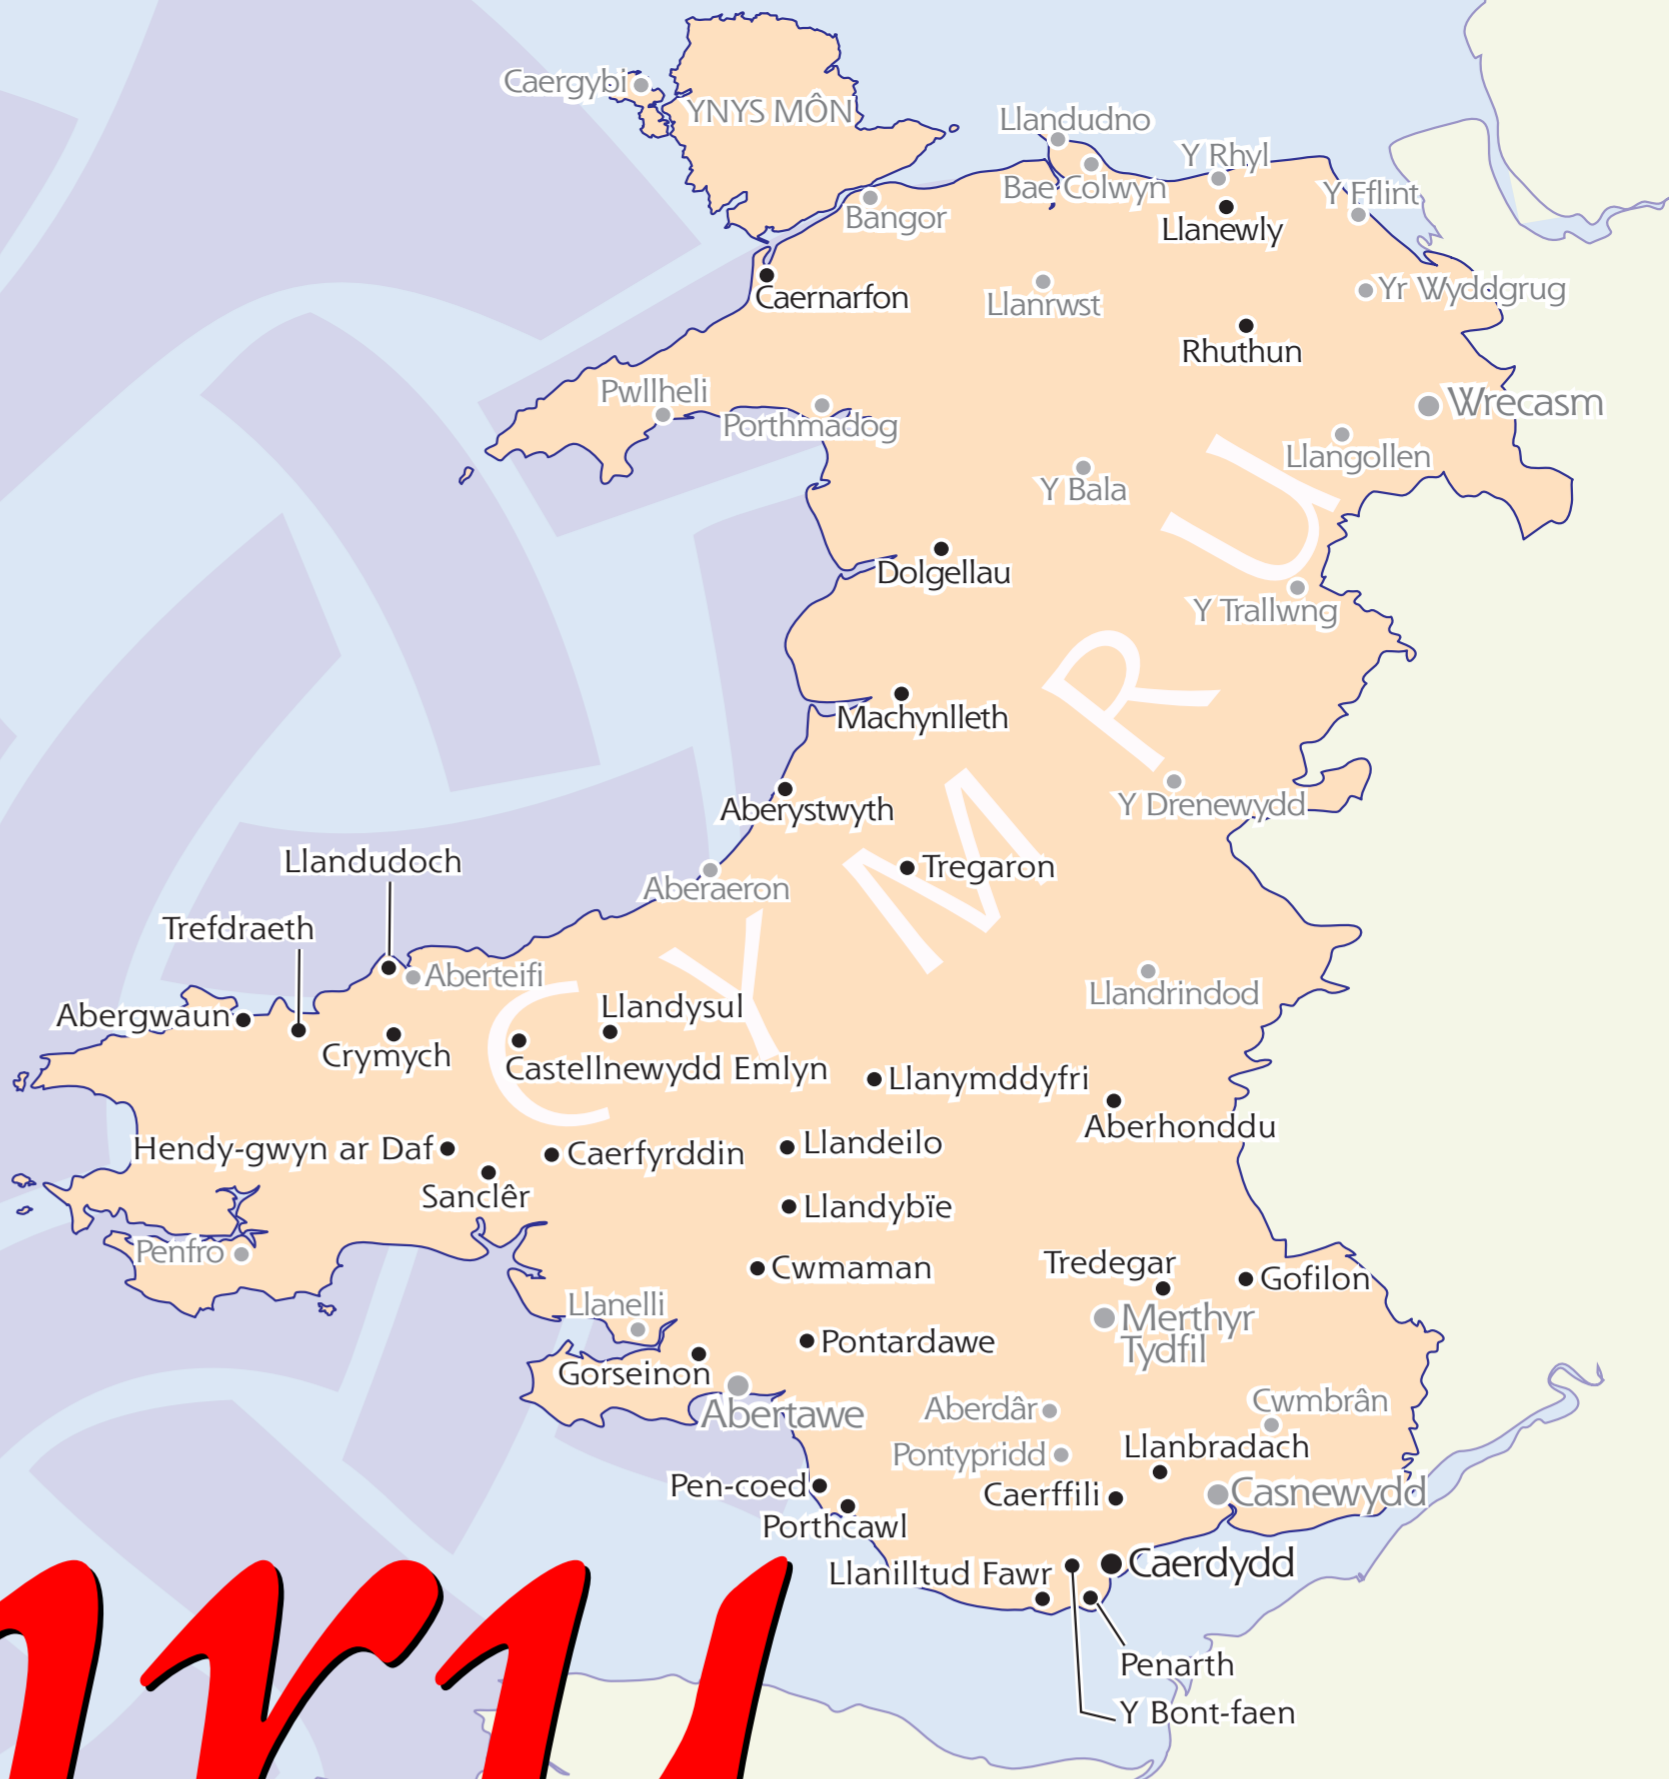 Caergybi
YNYS MÔN
Llandudno
Bae Colwyn
Y Rhyl
Y Fflint
Bangor
Llanewly
Caernarfon
Llanrwst
Yr Wyddgrug
Rhuthun
Pwllheli
Porthmadog
Wrecasm
Llangollen
Y Bala
Dolgellau
Y Trallwng
Machynlleth
Aberystwyth
Y Drenewydd
CYMRU
Llandudoch
Aberaeron
Tregaron
Trefdraeth
Aberteifi
Llandrindod
Abergwaun
Llandysul
Crymych
Castellnewydd Emlyn
Llanymddyfri
Aberhonddu
Hendy-gwyn ar Daf
Caerfyrddin
Llandeilo
Sanclêr
Llandybïe
Penfro
Cwmaman
Tredegar
Gofilon
Llanelli
Merthyr
Tydfil
Pontardawe
Gorseinon
Abertawe
Aberdâr
Cwmbrân
Pontypridd
Llanbradach
Pen-coed
Caerffili
Casnewydd
Porthcawl
Llanilltud Fawr
Caerdydd
Penarth
Y Bont-faen